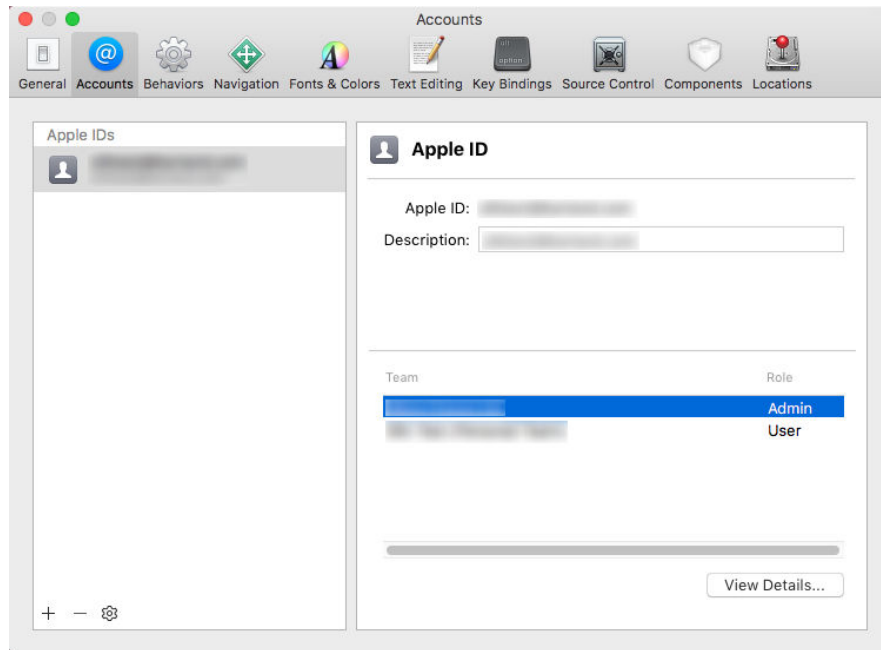 Accounts
General Accounts Behaviors Navigation Fonts & Colors Text Editing Key Bindings Source Control Components Locations
Apple IDs
Apple ID
Apple ID:
Description:
Team Role
Admin
User
View Details...